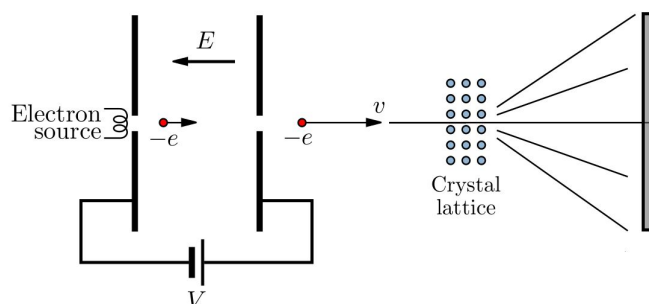 E
Electron
source
−e
−e
v
Crystal
lattice
V